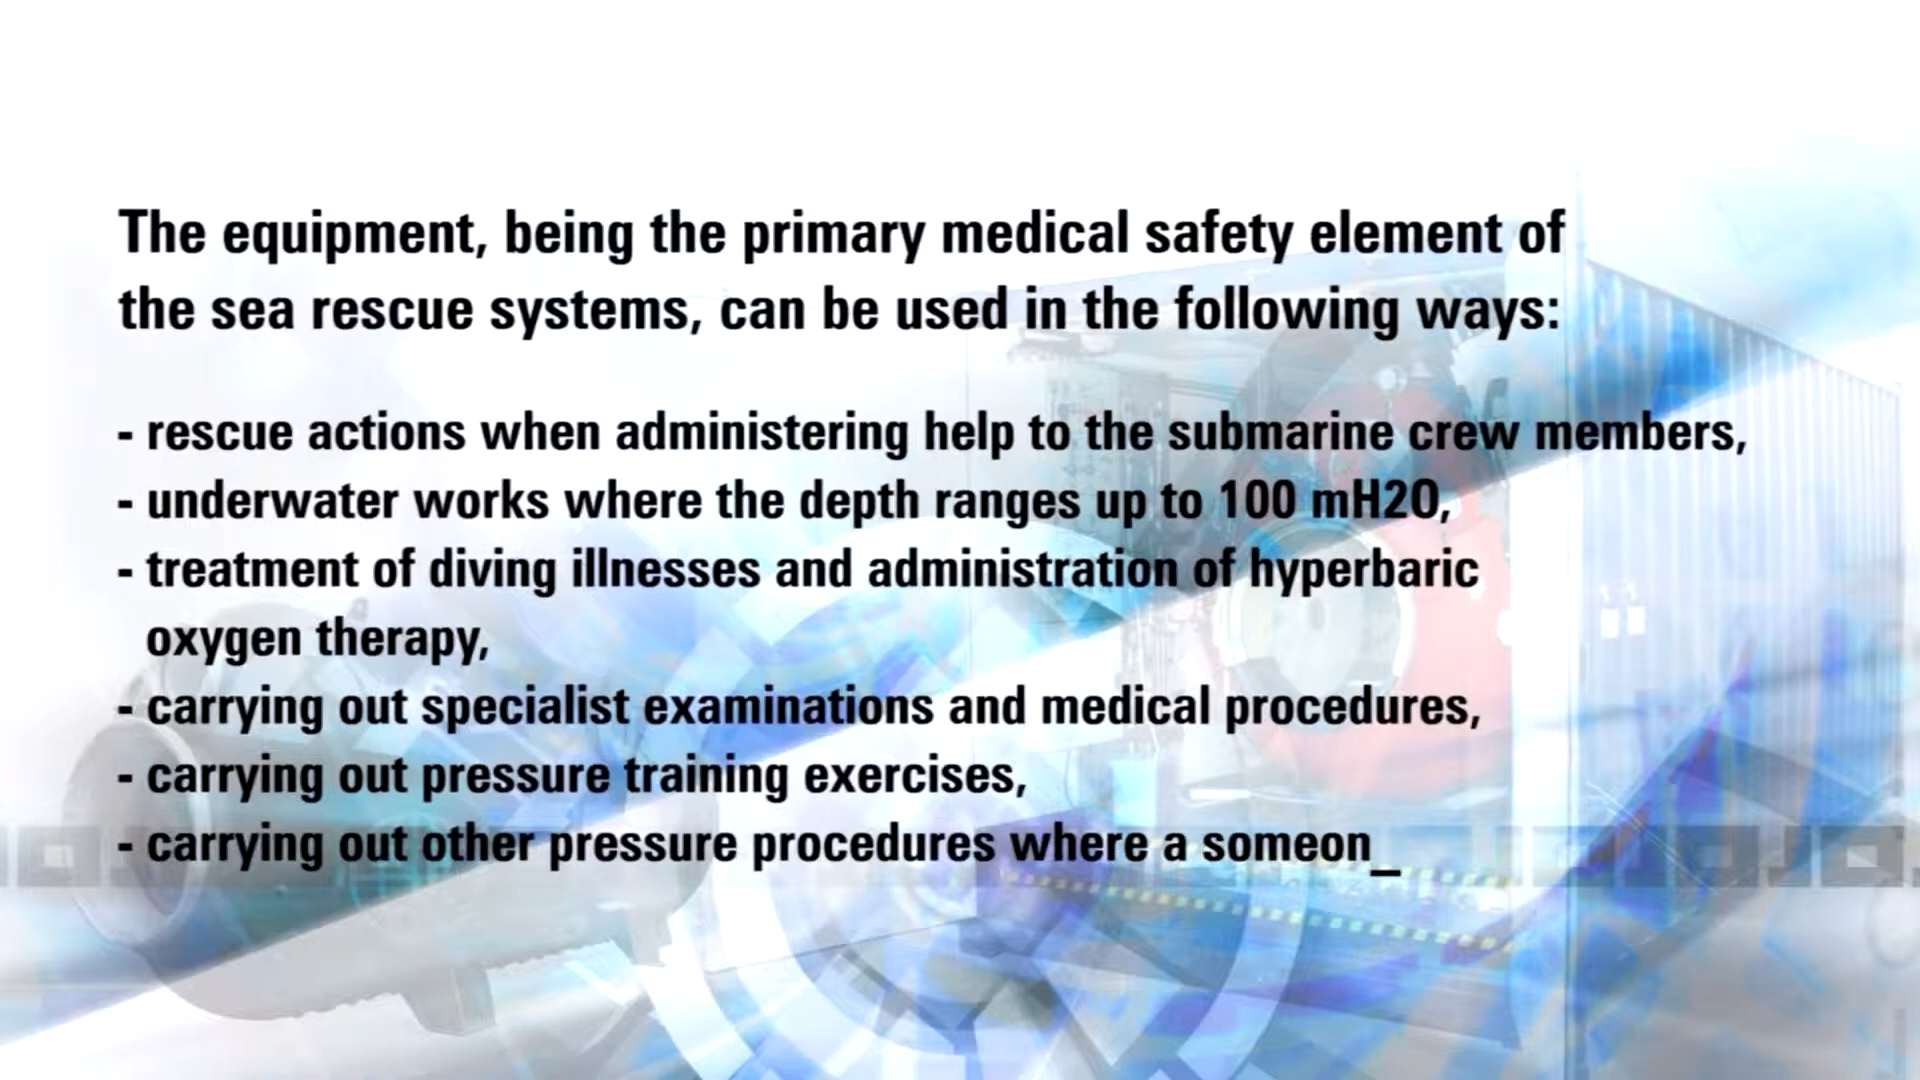 The equipment, being the primary medical safety element of
the sea rescue systems, can be used in the following ways:
- rescue actions when administering help to the submarine crew members,
- underwater works where the depth ranges up to 100 mH2O,
- treatment of diving illnesses and administration of hyperbaric
oxygen therapy,
- carrying out specialist examinations and medical procedures,
- carrying out pressure training exercises,
- carrying out other pressure procedures where a someon_